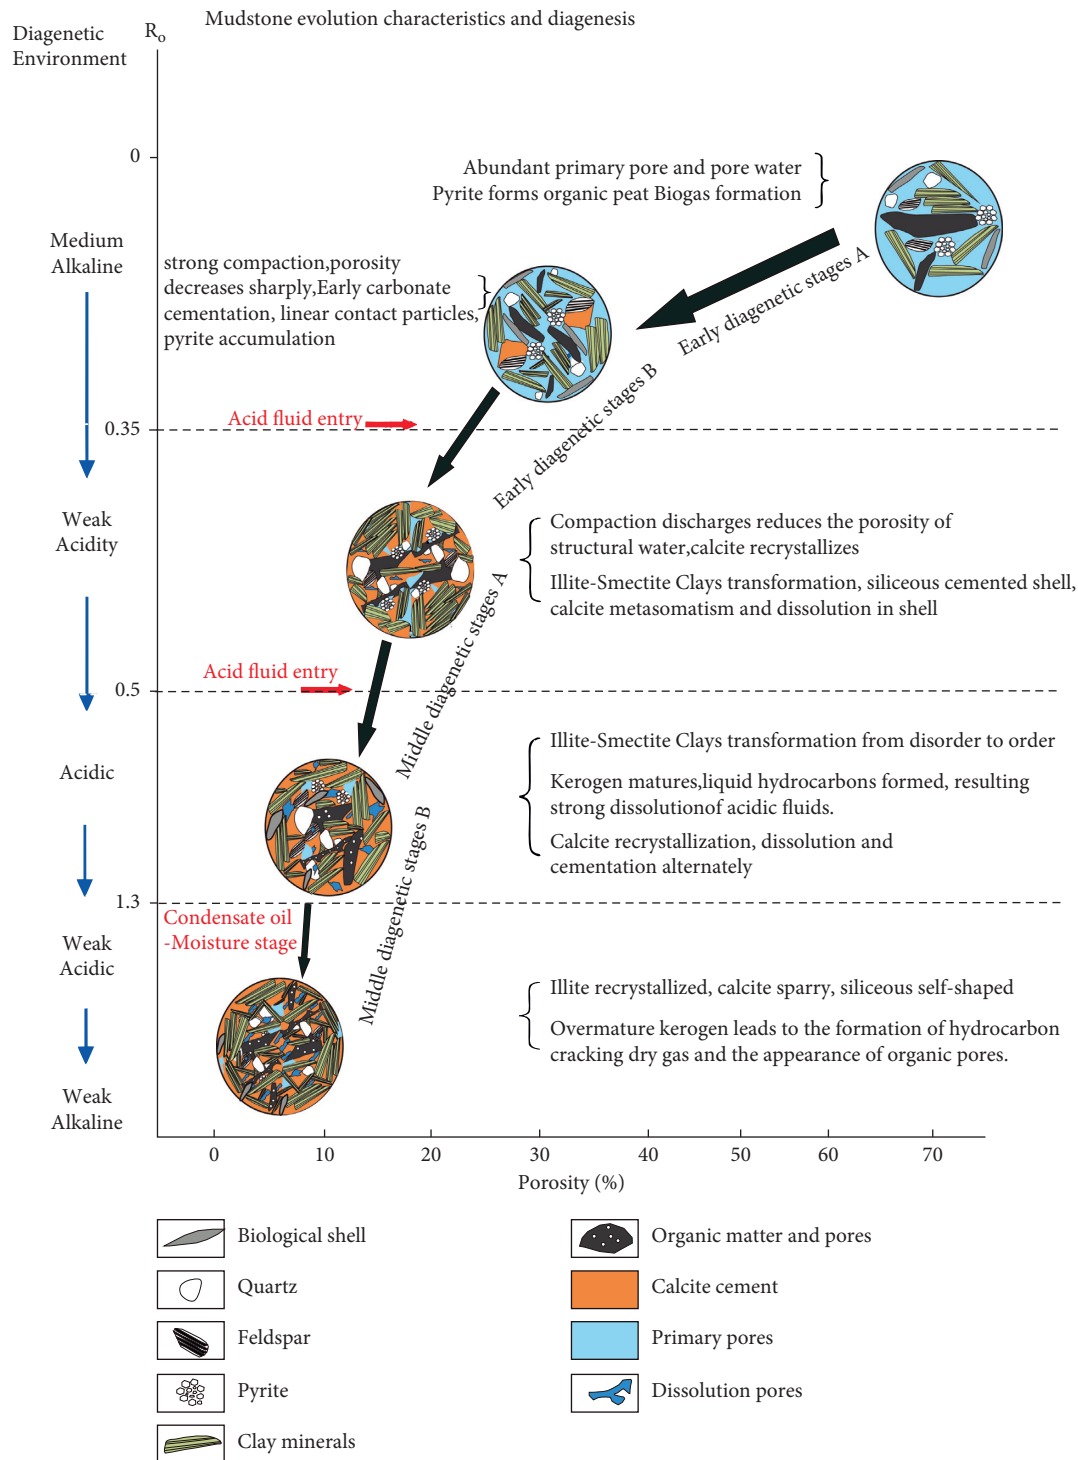 Mudstone evolution characteristics and diagenesis
Diagenetic
Environment
Ro
0
Abundant primary pore and pore water
Pyrite forms organic peat Biogas formation
Medium
Alkaline
strong compaction,porosity
decreases sharply,Early carbonate
cementation, linear contact particles,
pyrite accumulation
Early diagenetic stages A
Acid fluid entry
0.35
Early diagenetic stages B
Weak
Acidity
Compaction discharges reduces the porosity of
structural water,calcite recrystallizes
Illite-Smectite Clays transformation, siliceous cemented shell,
calcite metasomatism and dissolution in shell
Acid fluid entry
0.5
Middle diagenetic stages A
Acidic
Illite-Smectite Clays transformation from disorder to order
Kerogen matures,liquid hydrocarbons formed, resulting
strong dissolutionof acidic fluids.
Calcite recrystallization, dissolution and
cementation alternately
1.3
Condensate oil
-Moisture stage
Middle diagenetic stages B
Weak
Acidic
Illite recrystallized, calcite sparry, siliceous self-shaped
Overmature kerogen leads to the formation of hydrocarbon
cracking dry gas and the appearance of organic pores.
Weak
Alkaline
0 10 20 30 40 50 60 70
Porosity (%)
Biological shell
Quartz
Feldspar
Pyrite
Clay minerals
Organic matter and pores
Calcite cement
Primary pores
Dissolution pores